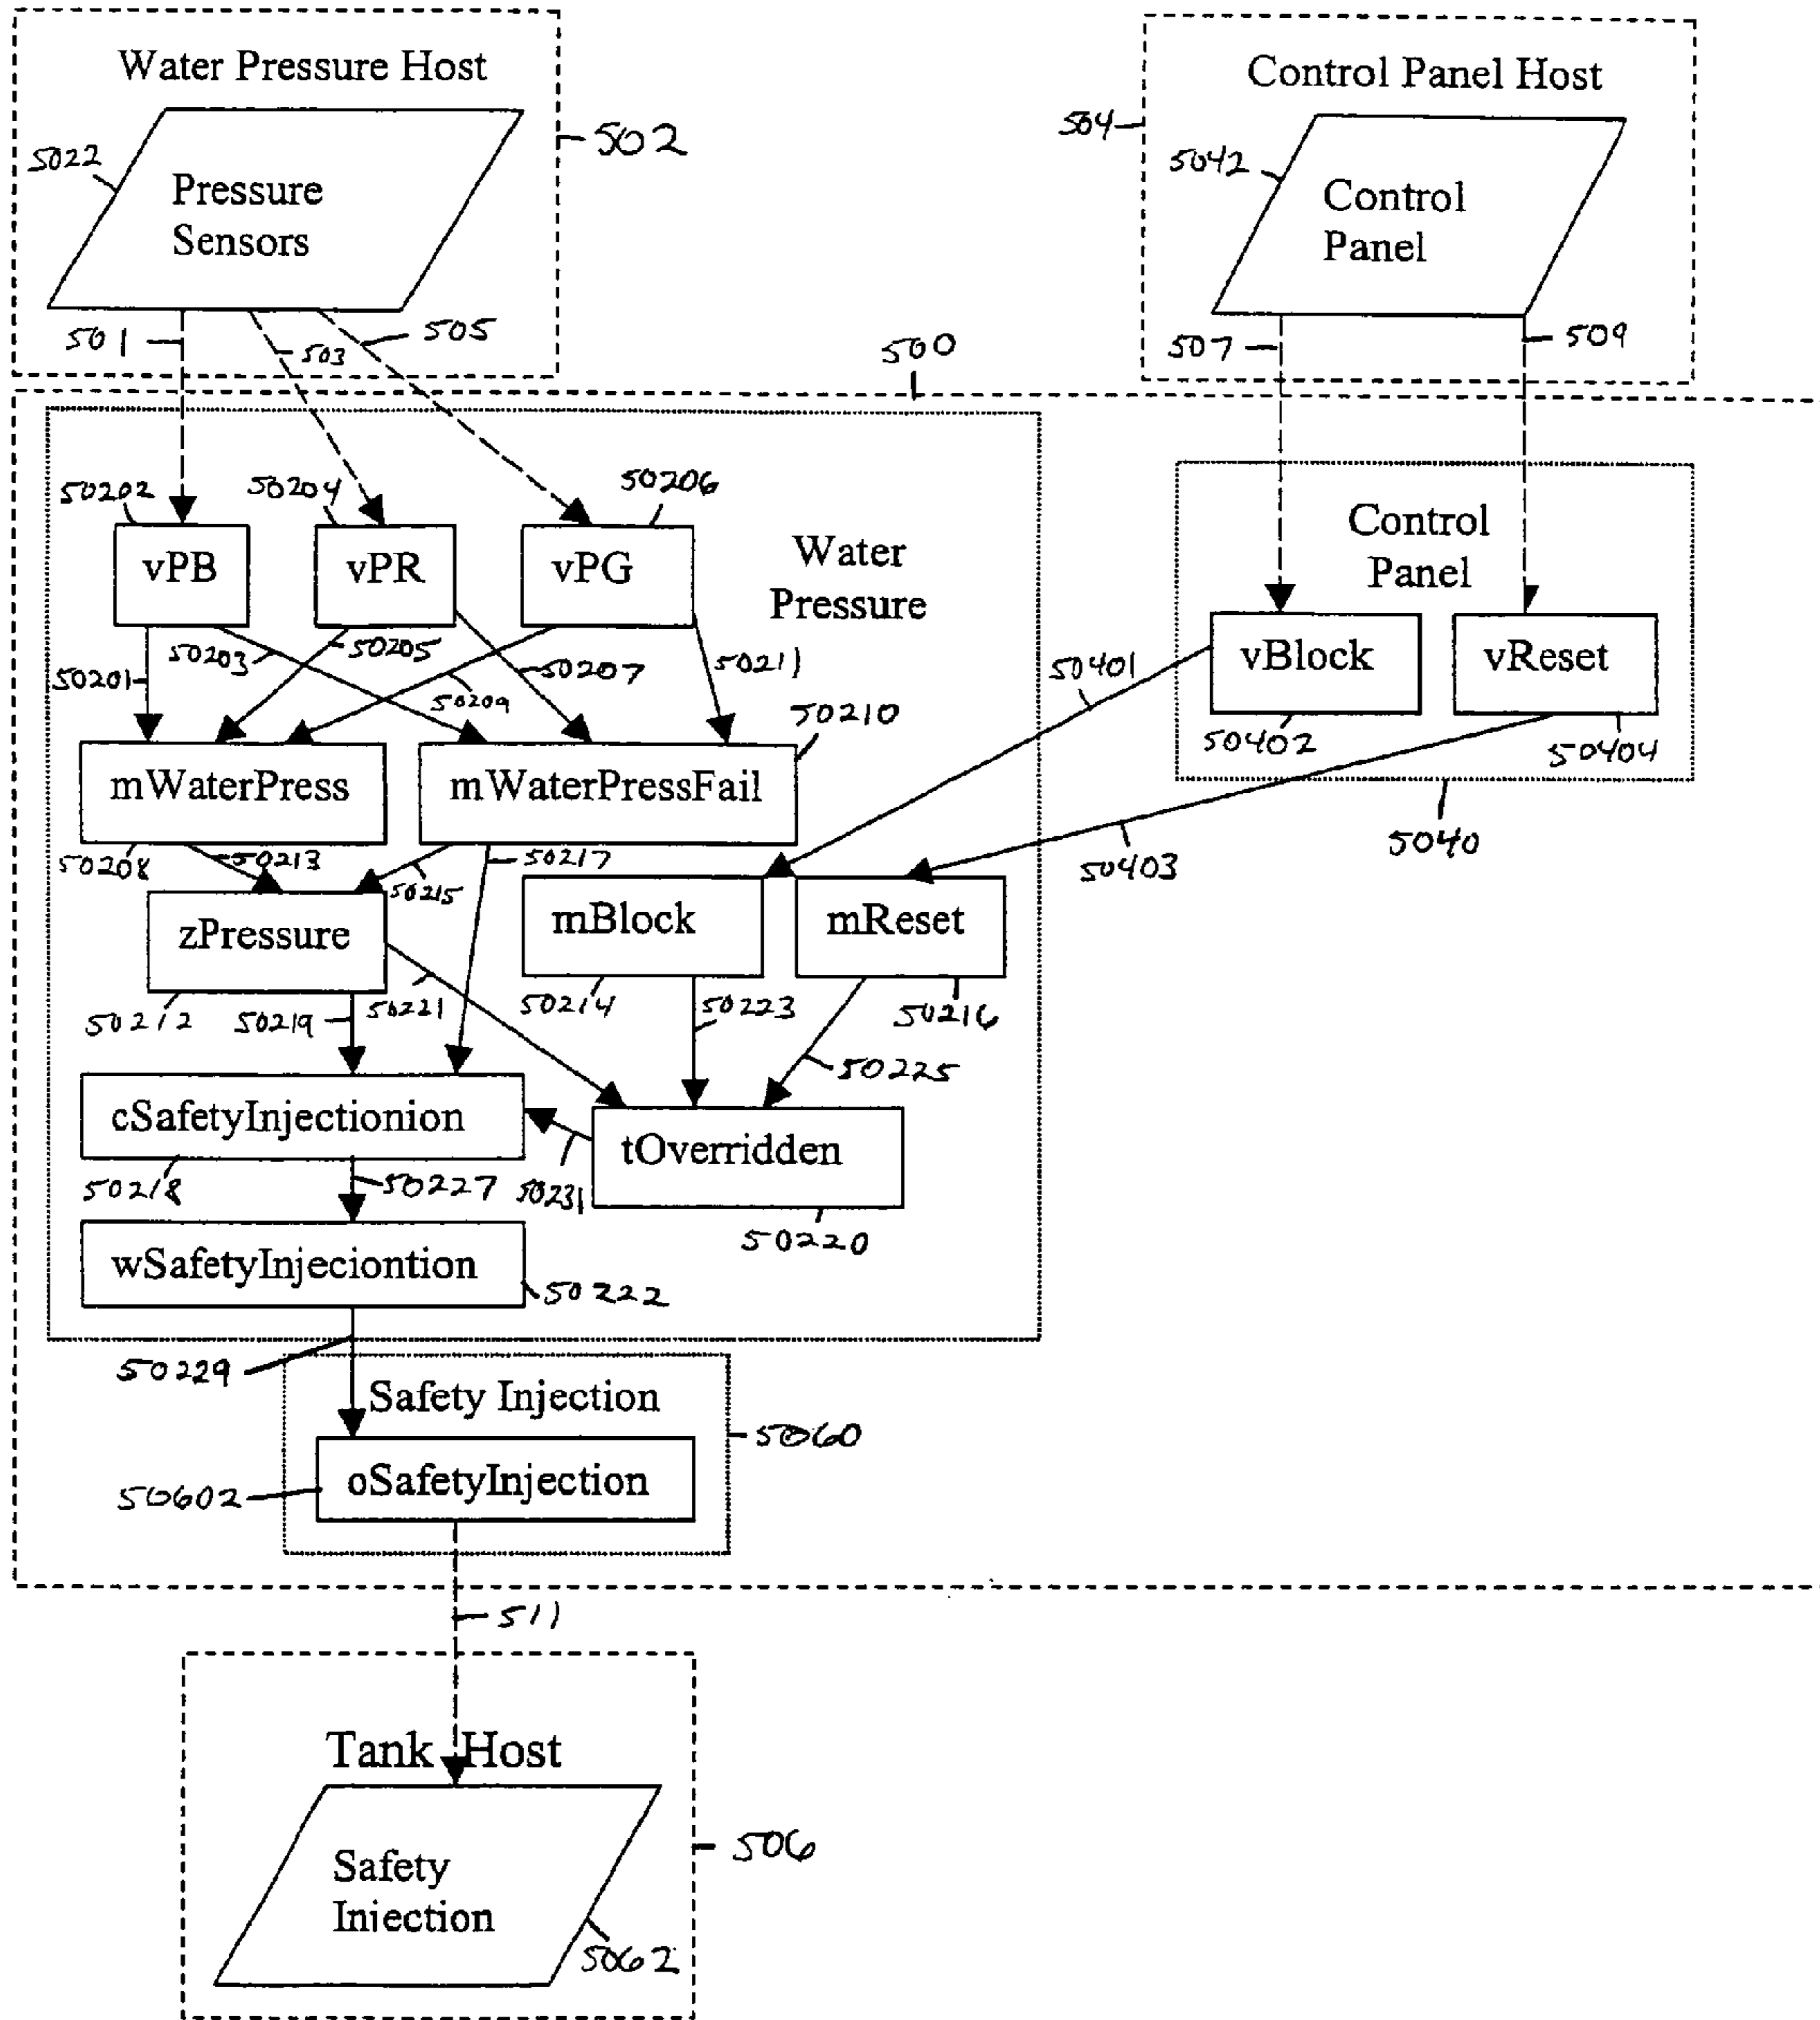 Water Pressure Host
Control Panel Host
502
504
5022
5042
Pressure
Sensors
Control
Panel
501
503
505
500
507
509
50202
50204
50206
Control
Panel
vPB
vPR
vPG
Water
Pressure
vBlock
vReset
50203
50205
50207
50211
50401
50201
50209
50210
50402
50404
mWaterPress
mWaterPressFail
5040
50208
50213
50215
50217
50403
zPressure
mBlock
mReset
50212
50219
50221
50214
50223
50216
50225
cSafetyInjectionion
tOverridden
50218
50227
50231
50220
wSafetyInjeciontion
50222
50229
Safety Injection
5060
oSafetyInjection
50602
511
Tank Host
506
Safety
Injection
5062